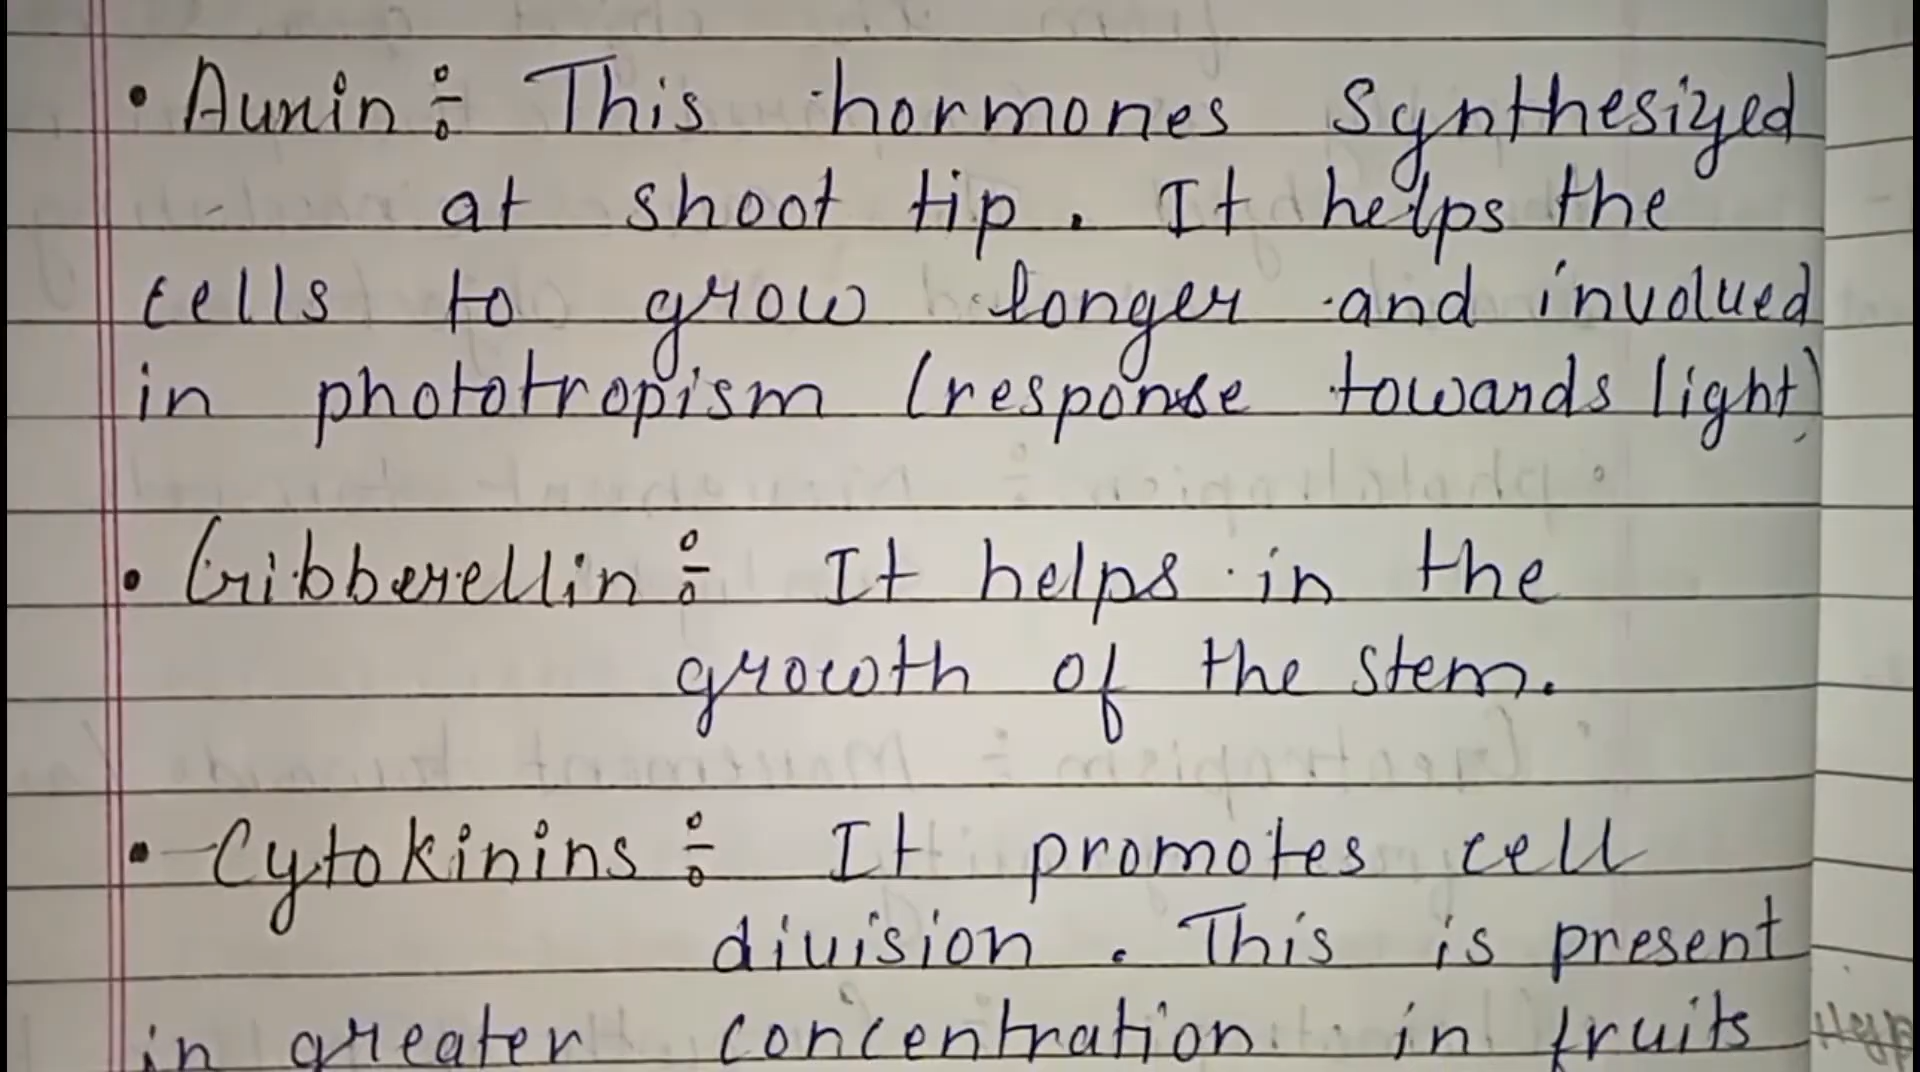 • Auxin ÷ This hormones synthesized
at shoot tip. It helps the
cells to grow longer and involved
in phototropism (response towards light)
• Gibberellin ÷ It helps in the
growth of the stem.
• Cytokinins ÷ It promotes cell
division. This is present
in greater concentration in fruits